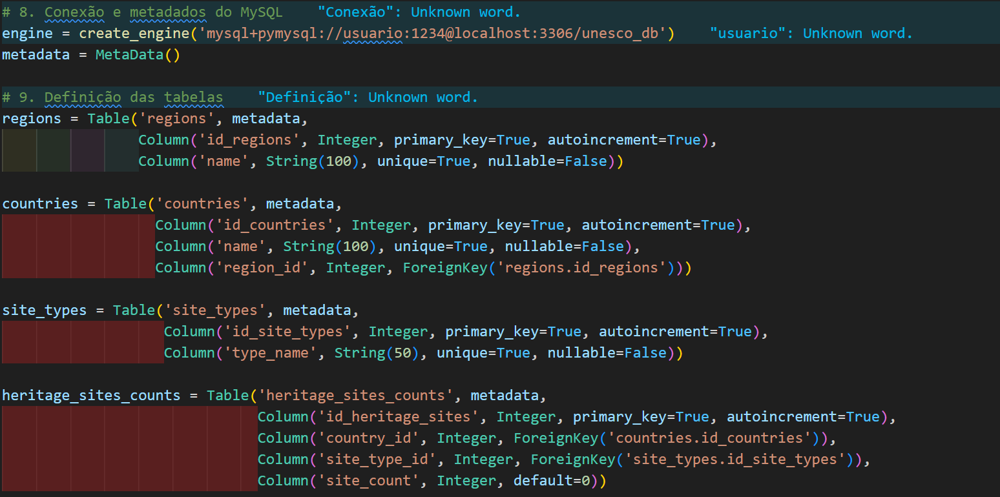 # 8. Conexão e metadados do MySQL    "Conexão": Unknown word.
engine = create_engine('mysql+pymysql://usuario:1234@localhost:3306/unesco_db')    "usuario": Unknown word.
metadata = MetaData()
# 9. Definição das tabelas    "Definição": Unknown word.
regions = Table('regions', metadata,
Column('id_regions', Integer, primary_key=True, autoincrement=True),
Column('name', String(100), unique=True, nullable=False))
countries = Table('countries', metadata,
Column('id_countries', Integer, primary_key=True, autoincrement=True),
Column('name', String(100), unique=True, nullable=False),
Column('region_id', Integer, ForeignKey('regions.id_regions')))
site_types = Table('site_types', metadata,
Column('id_site_types', Integer, primary_key=True, autoincrement=True),
Column('type_name', String(50), unique=True, nullable=False))
heritage_sites_counts = Table('heritage_sites_counts', metadata,
Column('id_heritage_sites', Integer, primary_key=True, autoincrement=True),
Column('country_id', Integer, ForeignKey('countries.id_countries')),
Column('site_type_id', Integer, ForeignKey('site_types.id_site_types')),
Column('site_count', Integer, default=0))